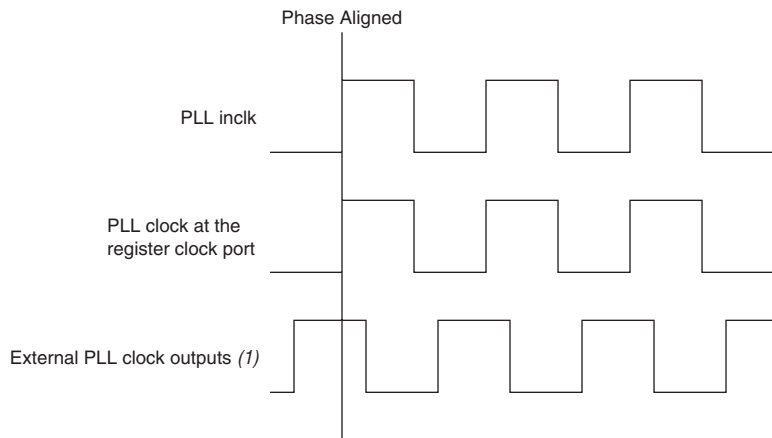 Phase Aligned
PLL inclk
PLL clock at the
register clock port
External PLL clock outputs (1)